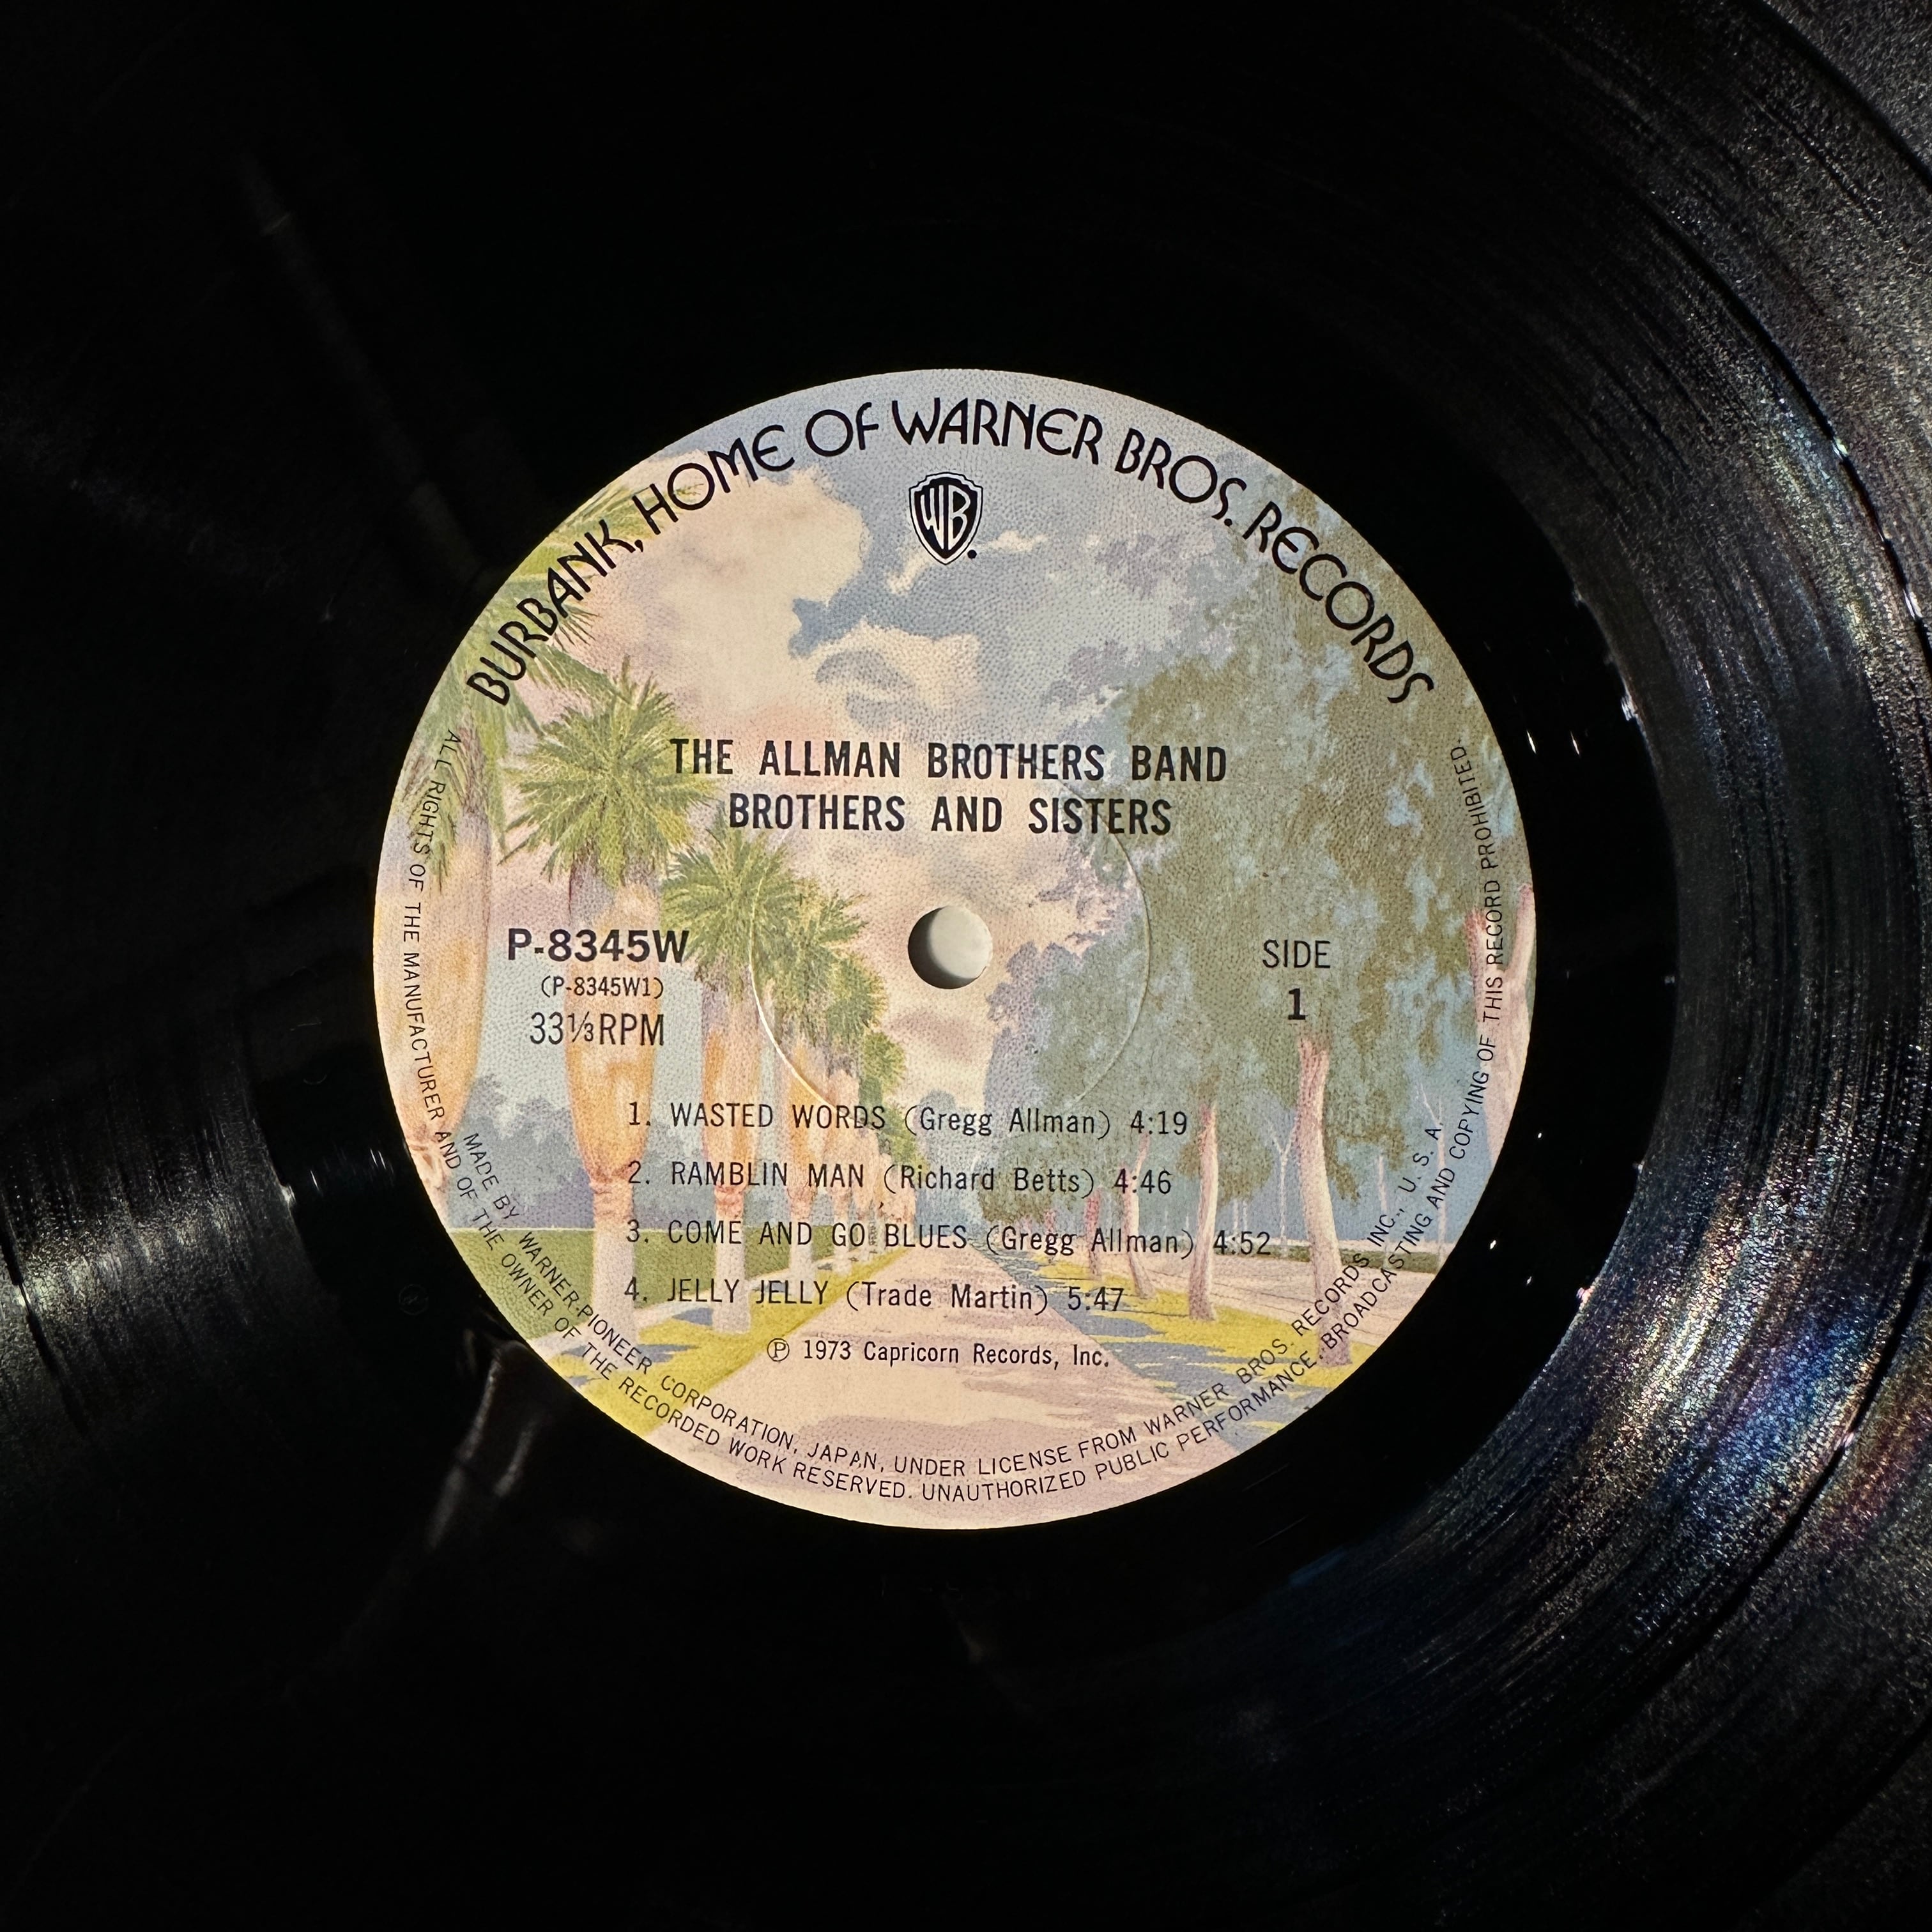 BURBANK, HOME OF WARNER BROS. RECORDS
WB
THE ALLMAN BROTHERS BAND
BROTHERS AND SISTERS
P-8345W
(P-8345W1)
33⅓RPM
SIDE
1
1. WASTED WORDS (Gregg Allman) 4:19
2. RAMBLIN MAN (Richard Betts) 4:46
3. COME AND GO BLUES (Gregg Allman) 4:52
4. JELLY JELLY (Trade Martin) 5:47
℗ 1973 Capricorn Records, Inc.
MADE BY WARNER-PIONEER CORPORATION, JAPAN, UNDER LICENSE FROM WARNER BROS. RECORDS INC., U. S. A.
ALL RIGHTS OF THE MANUFACTURER AND OF THE OWNER OF THE RECORDED WORK RESERVED. UNAUTHORIZED PUBLIC PERFORMANCE, BROADCASTING AND COPYING OF THIS RECORD PROHIBITED.